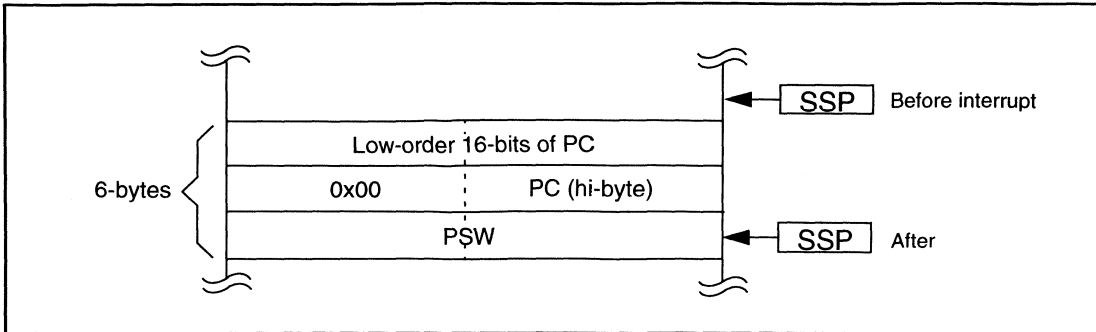 SSP Before interrupt
Low-order 16-bits of PC
6-bytes 0x00 PC (hi-byte)
PSW SSP After